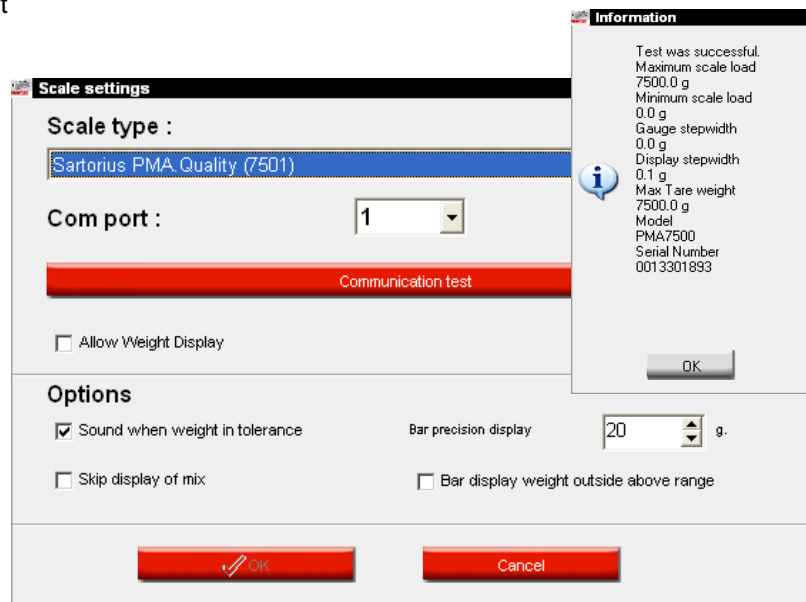 t
Information
Test was successful.
Maximum scale load
7500.0 g
Minimum scale load
0.0 g
Gauge stepwidth
0.0 g
Display stepwidth
0.1 g
Max Tare weight
7500.0 g
Model
PMA7500
Serial Number
0013301893
OK
Scale settings
Scale type :
Sartorius PMA.Quality (7501)
Com port :
1
Communication test
Allow Weight Display
Options
Sound when weight in tolerance
Bar precision display
20
g.
Skip display of mix
Bar display weight outside above range
OK
Cancel